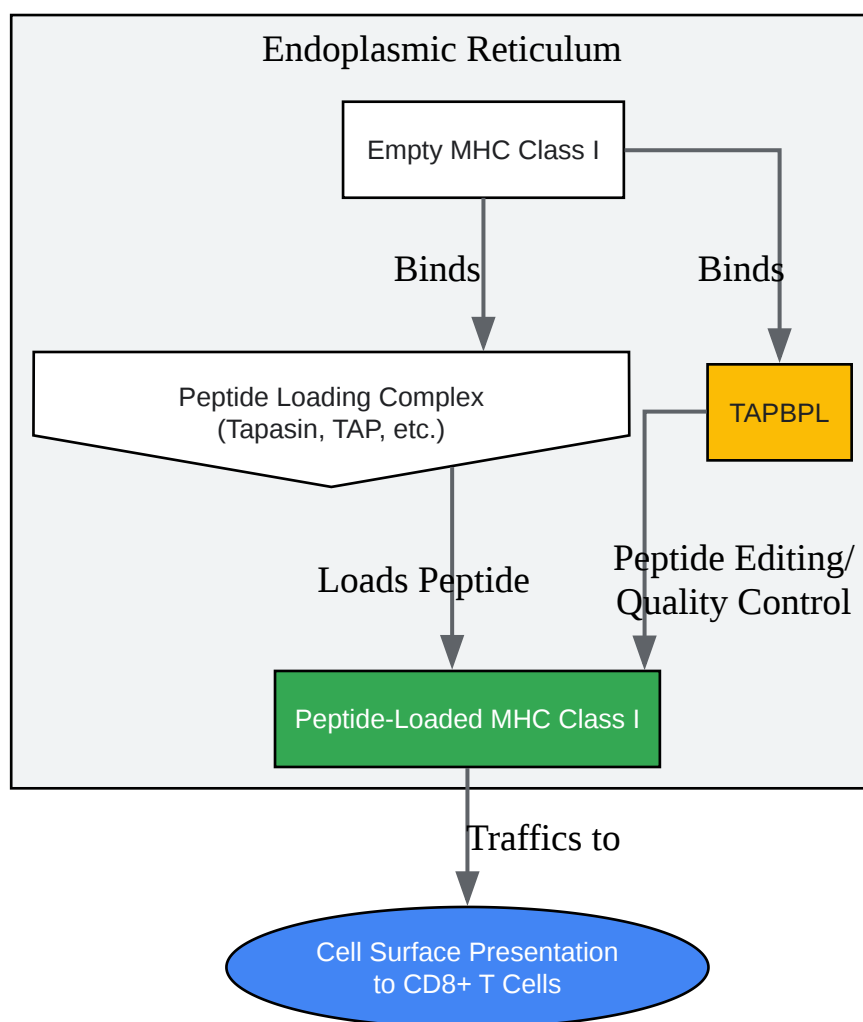 Endoplasmic Reticulum
Empty MHC Class I
Binds
Binds
Peptide Loading Complex
(Tapasin, TAP, etc.)
TAPBPL
Loads Peptide
Peptide Editing/
Quality Control
Peptide-Loaded MHC Class I
Traffics to
Cell Surface Presentation
to CD8+ T Cells